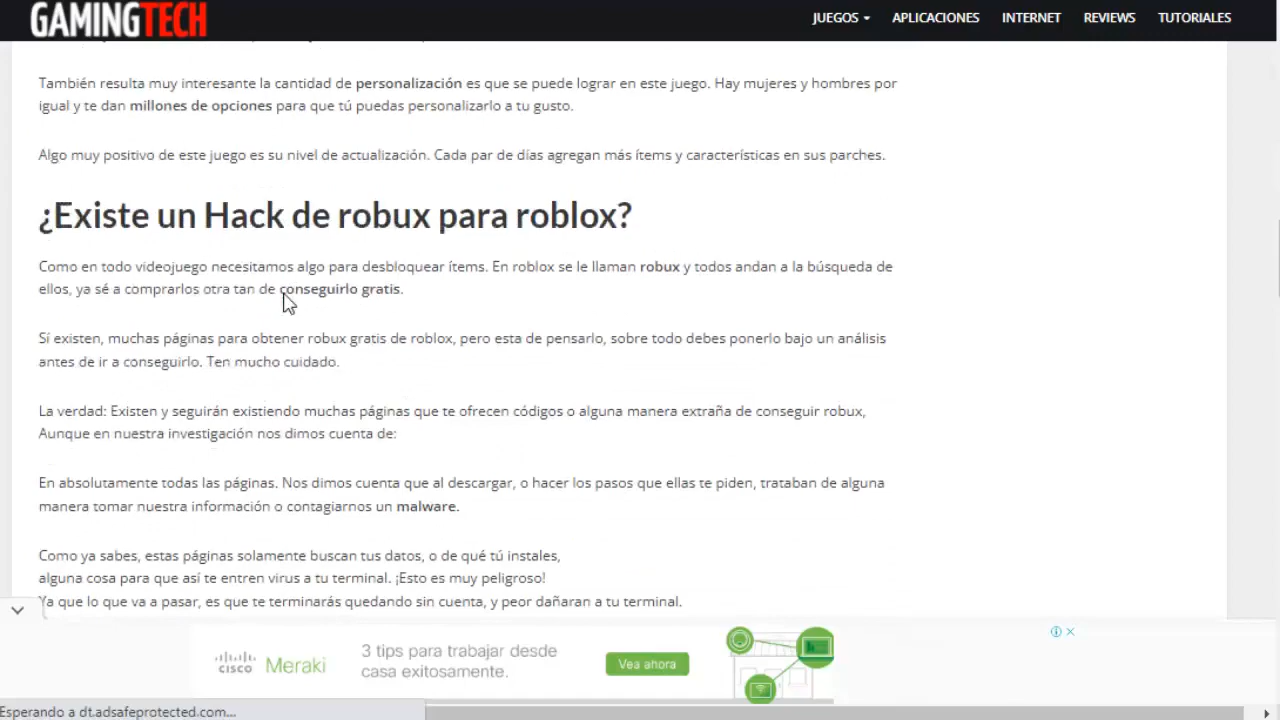 GAMINGTECH
JUEGOS
APLICACIONES
INTERNET
REVIEWS
TUTORIALES
También resulta muy interesante la cantidad de personalización es que se puede lograr en este juego. Hay mujeres y hombres por
igual y te dan millones de opciones para que tú puedas personalizarlo a tu gusto.
Algo muy positivo de este juego es su nivel de actualización. Cada par de días agregan más ítems y características en sus parches.
¿Existe un Hack de robux para roblox?
Como en todo videojuego necesitamos algo para desbloquear ítems. En roblox se le llaman robux y todos andan a la búsqueda de
ellos, ya sé a comprarlos otra tan de conseguirlo gratis.
Sí existen, muchas páginas para obtener robux gratis de roblox, pero esta de pensarlo, sobre todo debes ponerlo bajo un análisis
antes de ir a conseguirlo. Ten mucho cuidado.
La verdad: Existen y seguirán existiendo muchas páginas que te ofrecen códigos o alguna manera extraña de conseguir robux,
Aunque en nuestra investigación nos dimos cuenta de:
En absolutamente todas las páginas. Nos dimos cuenta que al descargar, o hacer los pasos que ellas te piden, trataban de alguna
manera tomar nuestra información o contagiarnos un malware.
Como ya sabes, estas páginas solamente buscan tus datos, o de qué tú instales,
alguna cosa para que así te entren virus a tu terminal. ¡Esto es muy peligroso!
Ya que lo que va a pasar, es que te terminarás quedando sin cuenta, y peor dañaran a tu terminal.
cisco Meraki
3 tips para trabajar desde
casa exitosamente.
Vea ahora
Esperando a dt.adsafeprotected.com...